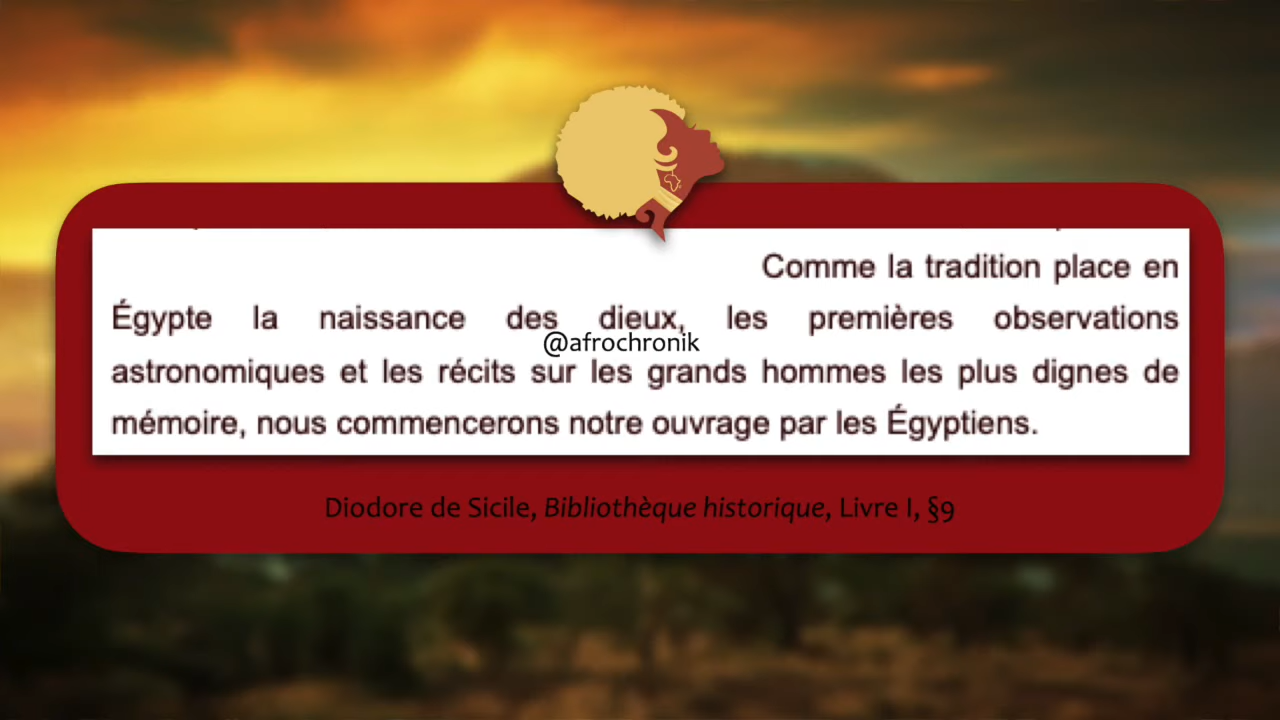 Comme la tradition place en
Égypte la naissance des dieux, les premières observations
@afrochronik
astronomiques et les récits sur les grands hommes les plus dignes de
mémoire, nous commencerons notre ouvrage par les Égyptiens.
Diodore de Sicile, Bibliothèque historique, Livre I, §9